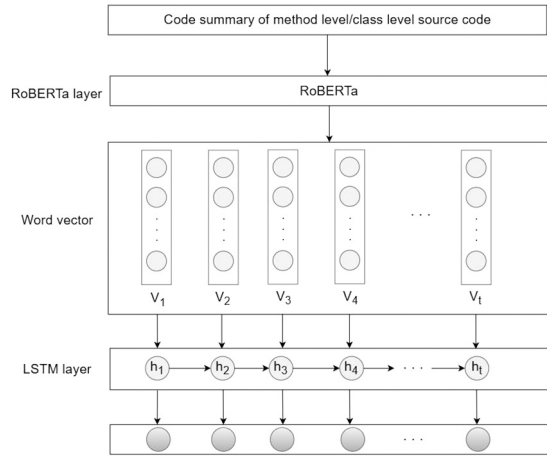 Code summary of method level/class level source code
RoBERTa layer
RoBERTa
Word vector
. . .
V1 V2 V3 V4 Vt
LSTM layer
h1 h2 h3 h4 . . . ht
. . .